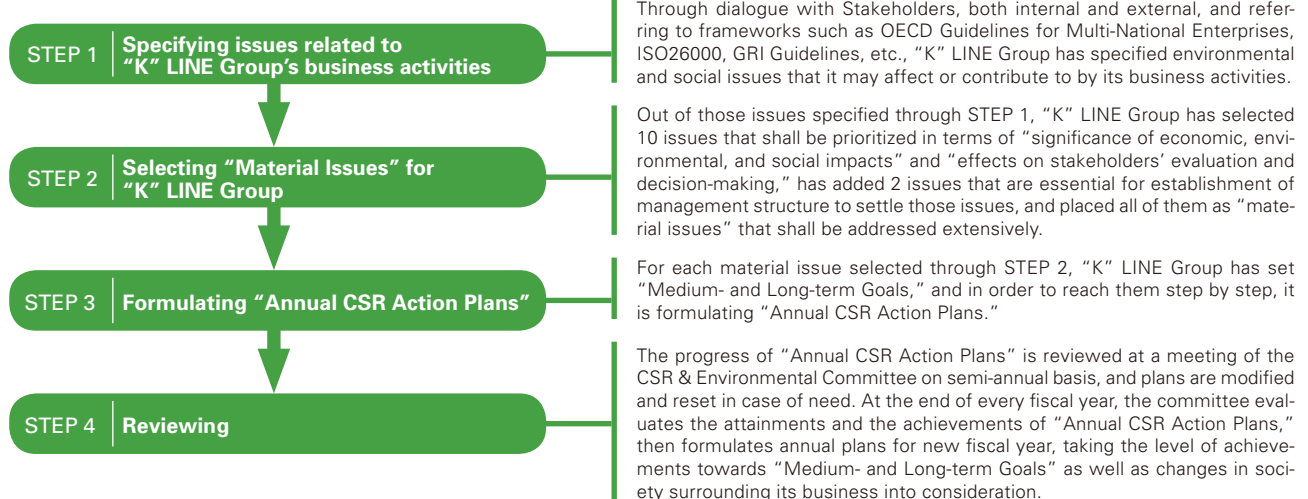 Through dialogue with Stakeholders, both internal and external, and refer-
ring to frameworks such as OECD Guidelines for Multi-National Enterprises,
ISO26000, GRI Guidelines, etc., “K” LINE Group has specified environmental
and social issues that it may affect or contribute to by its business activities.
STEP 1
Specifying issues related to
“K” LINE Group’s business activities
Out of those issues specified through STEP 1, “K” LINE Group has selected
10 issues that shall be prioritized in terms of “significance of economic, envi-
ronmental, and social impacts” and “effects on stakeholders’ evaluation and
decision-making,” has added 2 issues that are essential for establishment of
management structure to settle those issues, and placed all of them as “mate-
rial issues” that shall be addressed extensively.
STEP 2
Selecting “Material Issues” for
“K” LINE Group
For each material issue selected through STEP 2, “K” LINE Group has set
“Medium- and Long-term Goals,” and in order to reach them step by step, it
is formulating “Annual CSR Action Plans.”
STEP 3
Formulating “Annual CSR Action Plans”
The progress of “Annual CSR Action Plans” is reviewed at a meeting of the
CSR & Environmental Committee on semi-annual basis, and plans are modified
and reset in case of need. At the end of every fiscal year, the committee eval-
uates the attainments and the achievements of “Annual CSR Action Plans,”
then formulates annual plans for new fiscal year, taking the level of achieve-
ments towards “Medium- and Long-term Goals” as well as changes in soci-
ety surrounding its business into consideration.
STEP 4
Reviewing